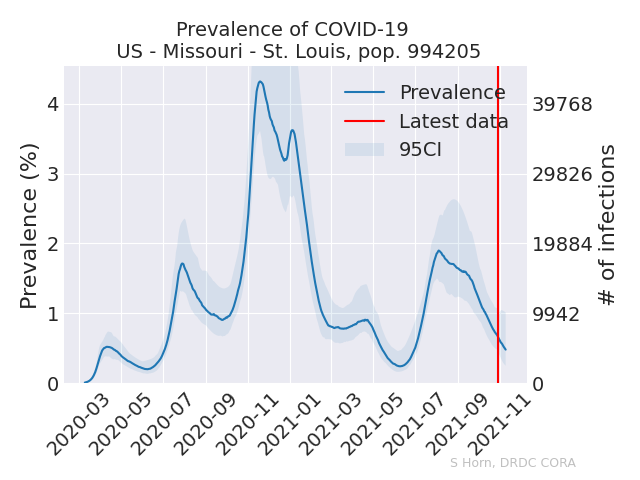 Prevalence of COVID-19
US - Missouri - St. Louis, pop. 994205
Prevalence
Latest data
95CI
Prevalence (%)
4
3
2
1
0
39768
29826
19884
9942
0
# of infections
2020-03
2020-05
2020-07
2020-09
2020-11
2021-01
2021-03
2021-05
2021-07
2021-09
2021-11
S Horn, DRDC CORA